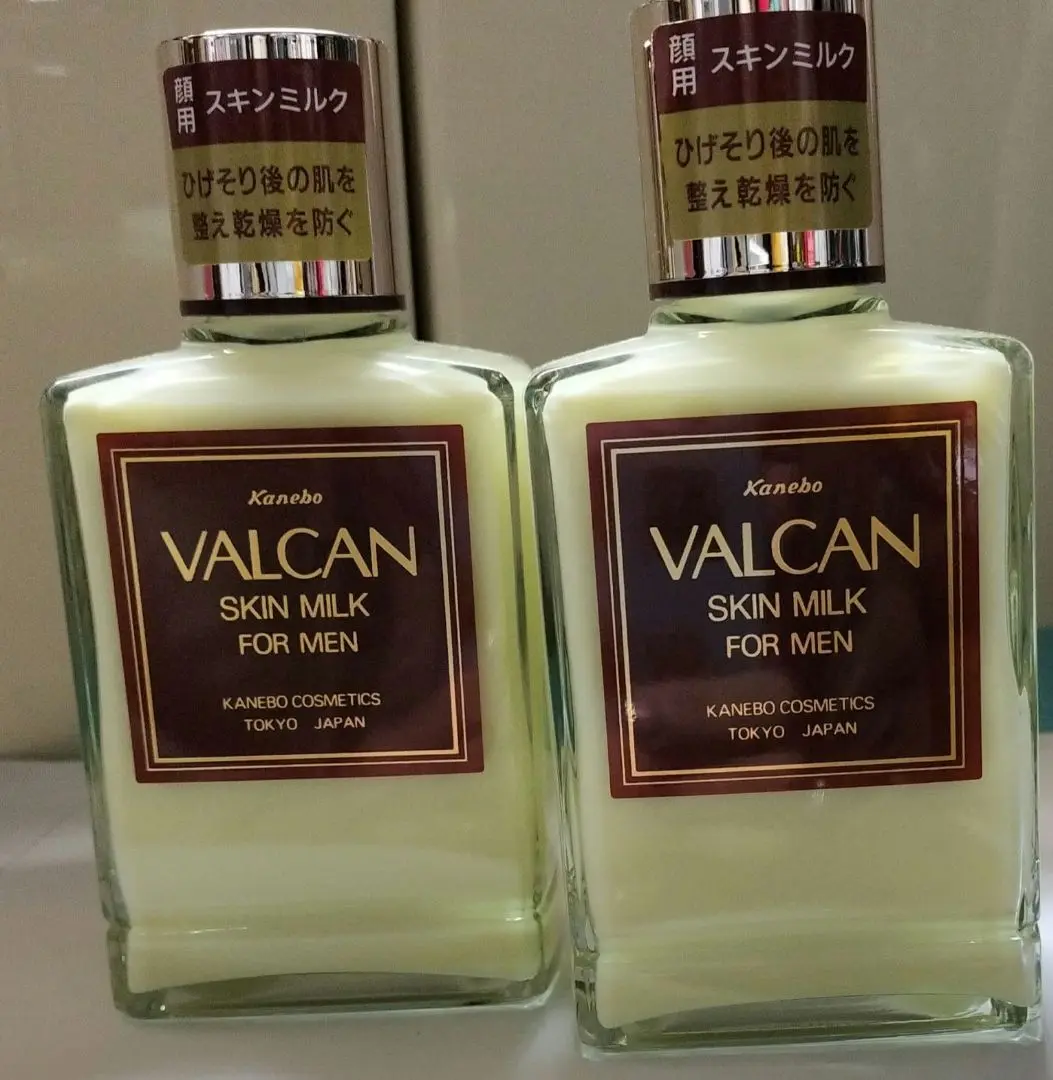 顔用 スキンミルク
ひげそり後の肌を
整え乾燥を防ぐ
Kanebo
VALCAN
SKIN MILK
FOR MEN
KANEBO COSMETICS
TOKYO JAPAN
顔用 スキンミルク
ひげそり後の肌を
整え乾燥を防ぐ
Kanebo
VALCAN
SKIN MILK
FOR MEN
KANEBO COSMETICS
TOKYO JAPAN